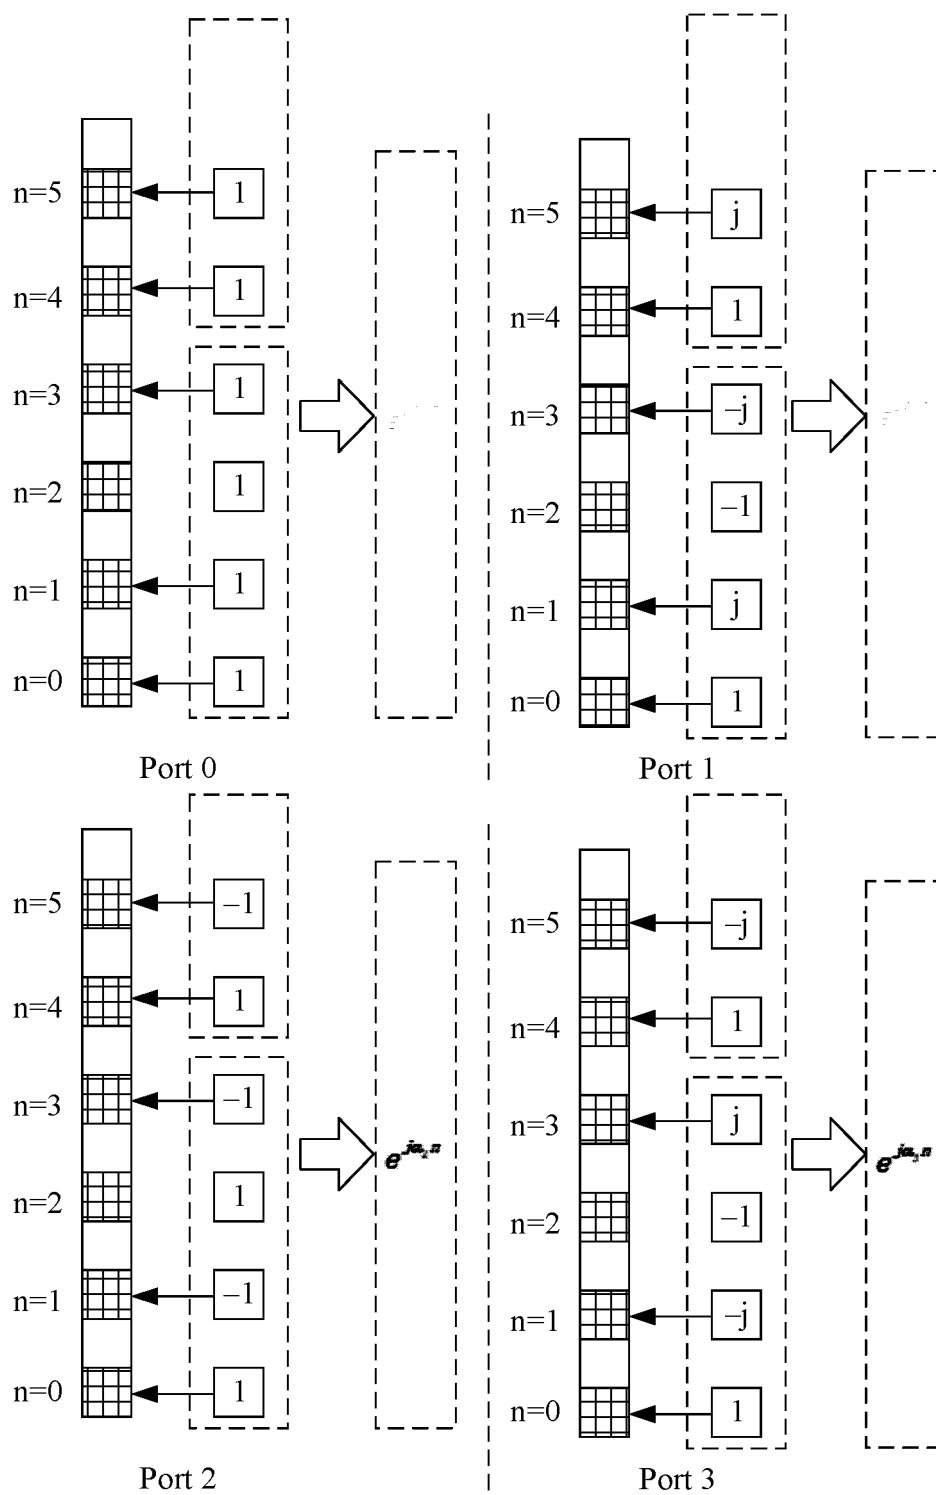 n=5 1
n=4 1
n=3 1
n=2 1
n=1 1
n=0 1
Port 0
n=5 j
n=4 1
n=3 –j
n=2 –1
n=1 j
n=0 1
Port 1
n=5 –1
n=4 1
n=3 –1
n=2 1
n=1 –1
n=0 1
Port 2
n=5 –j
n=4 1
n=3 j
n=2 –1
n=1 –j
n=0 1
Port 3